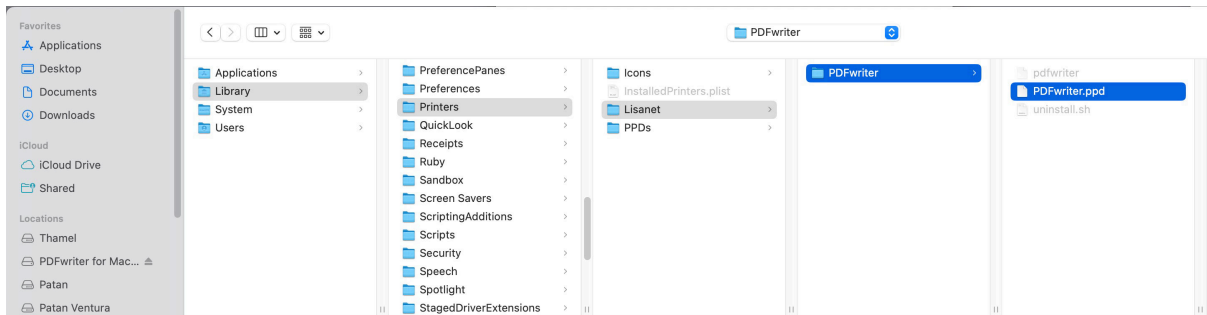 Favorites
Applications
Desktop
Documents
Downloads
iCloud
iCloud Drive
Shared
Locations
Thamel
PDFwriter for Mac...
Patan
Patan Ventura
PDFwriter
Applications
Library
System
Users
PreferencePanes
Preferences
Printers
QuickLook
Receipts
Ruby
Sandbox
Screen Savers
ScriptingAdditions
Scripts
Security
Speech
Spotlight
StagedDriverExtensions
Icons
InstalledPrinters.plist
Lisanet
PPDs
PDFwriter
pdfwriter
PDFwriter.ppd
uninstall.sh